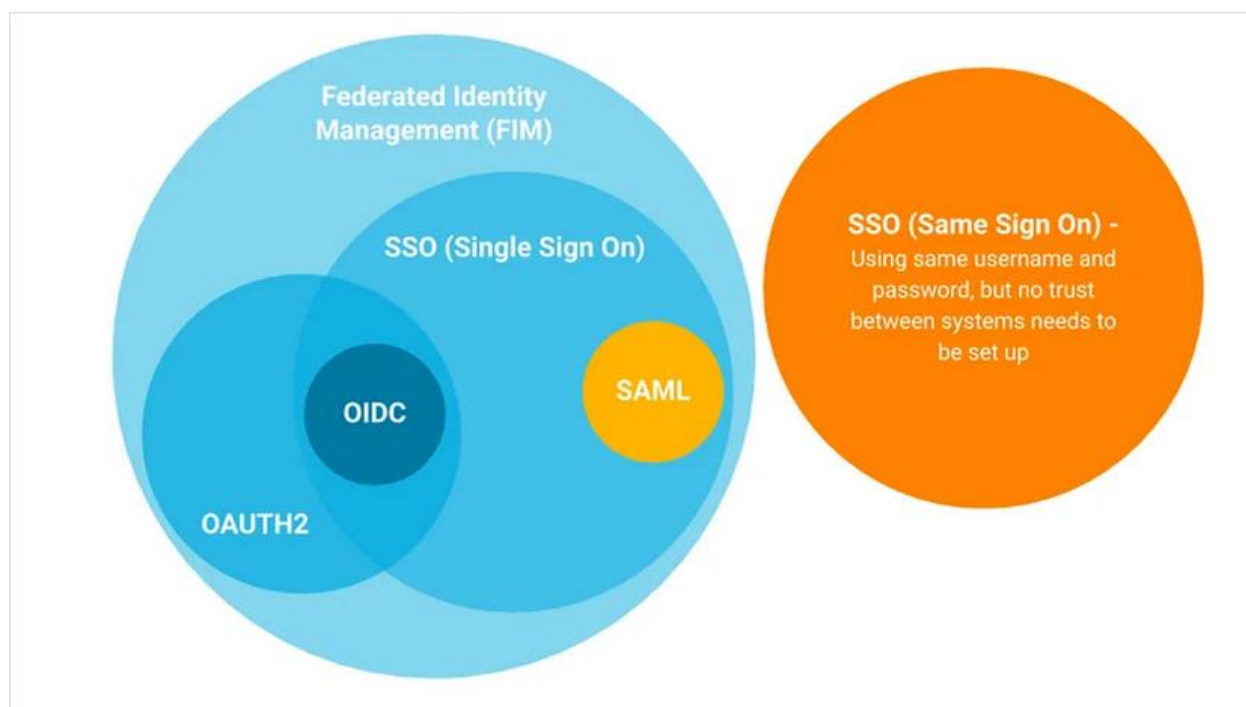 Federated Identity
Management (FIM)
SSO (Single Sign On)
SAML
OIDC
OAUTH2
SSO (Same Sign On) -
Using same username and
password, but no trust
between systems needs to
be set up